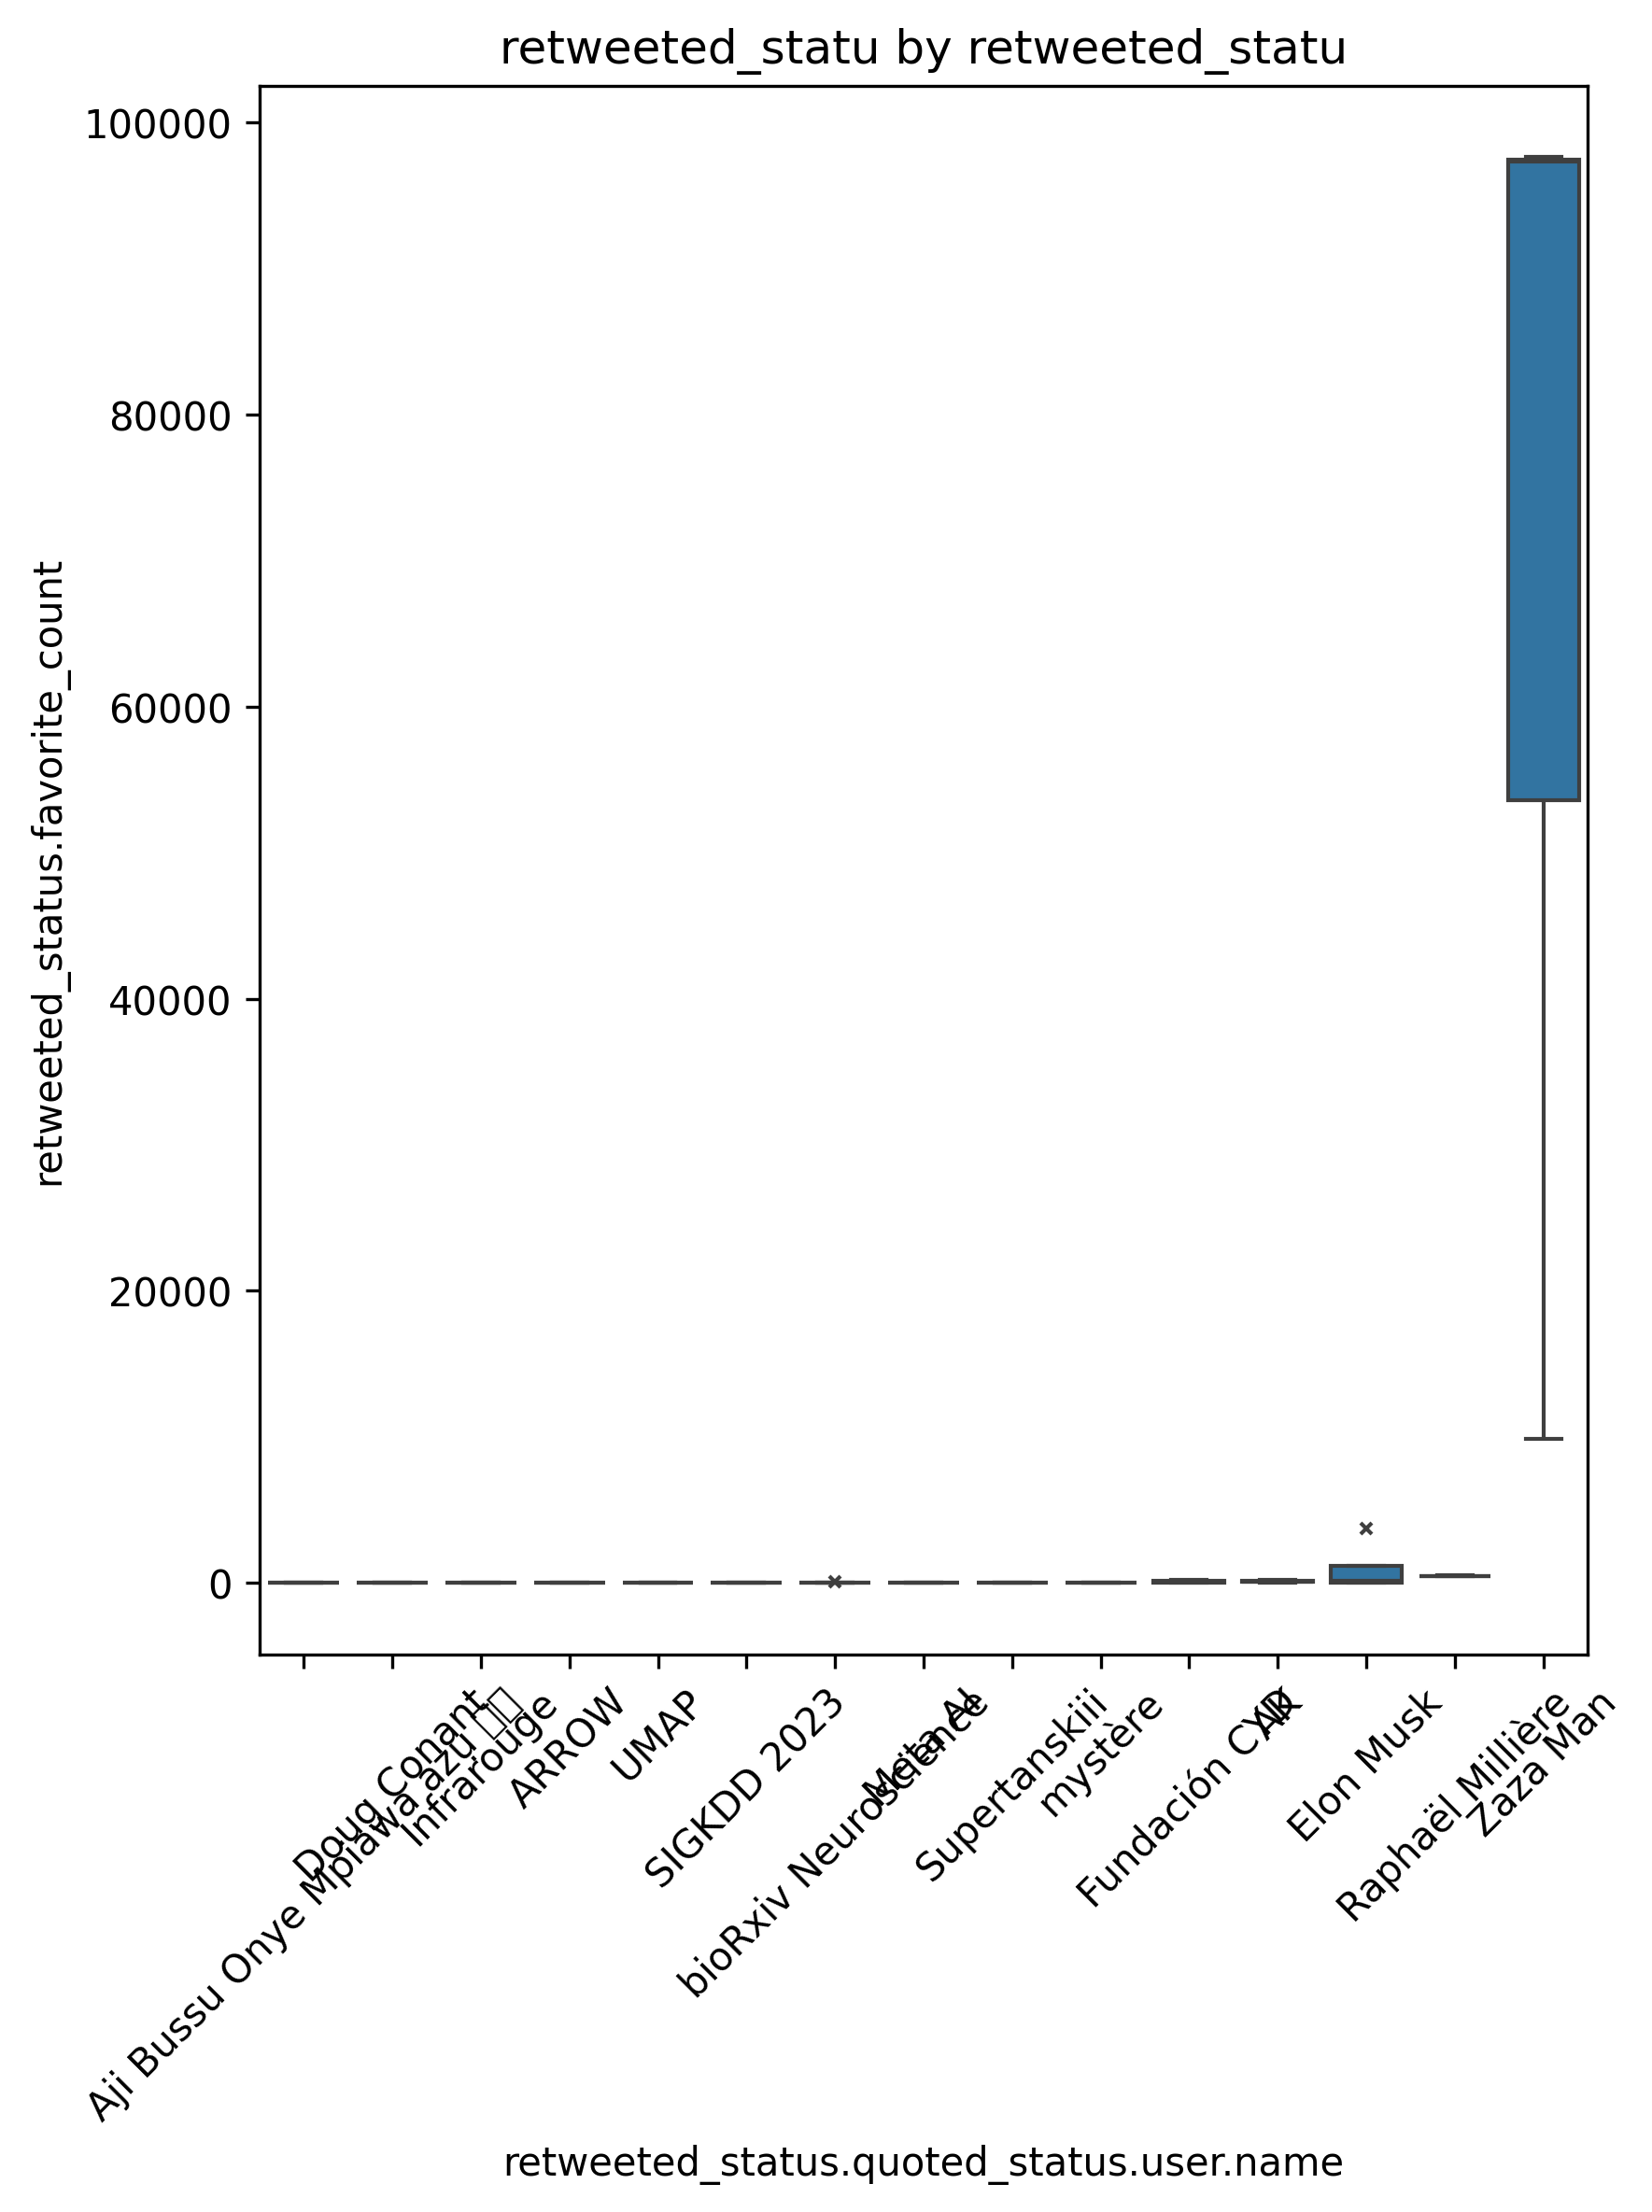 retweeted_statu by retweeted_statu
retweeted_status.favorite_count
100000
80000
60000
40000
20000
0
Doug Conant
Aji Bussu Onye Mpiawa azu
Infrarouge
ARROW
UMAP
SIGKDD 2023
bioRxiv Neuroscience
Meta AI
Supertanskiii
mystère
Fundación CYD
AK
Elon Musk
Raphaël Millière
Zaza Man
retweeted_status.quoted_status.user.name